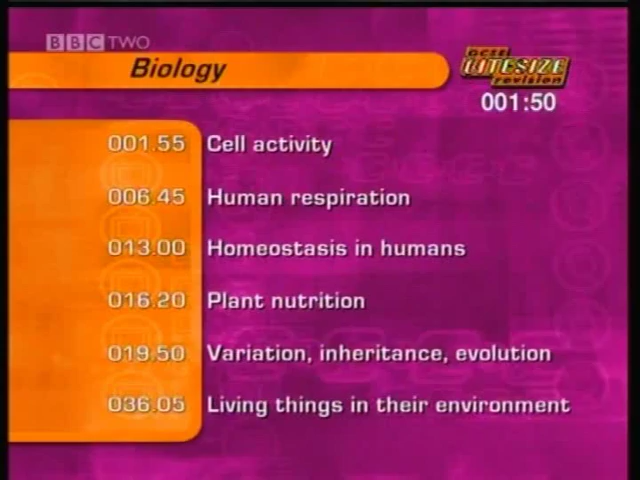 BBC TWO
Biology
GCSE
BITESIZE
revision
001:50
001.55 Cell activity
006.45 Human respiration
013.00 Homeostasis in humans
016.20 Plant nutrition
019.50 Variation, inheritance, evolution
036.05 Living things in their environment